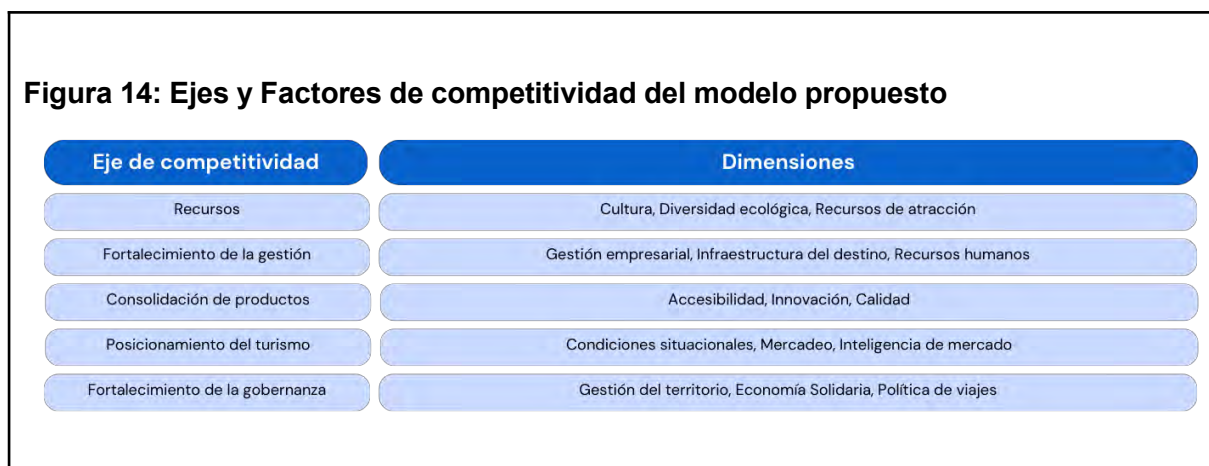 Figura 14: Ejes y Factores de competitividad del modelo propuesto
Eje de competitividad Dimensiones
Recursos Cultura, Diversidad ecológica, Recursos de atracción
Fortalecimiento de la gestión Gestión empresarial, Infraestructura del destino, Recursos humanos
Consolidación de productos Accesibilidad, Innovación, Calidad
Posicionamiento del turismo Condiciones situacionales, Mercadeo, Inteligencia de mercado
Fortalecimiento de la gobernanza Gestión del territorio, Economía Solidaria, Política de viajes